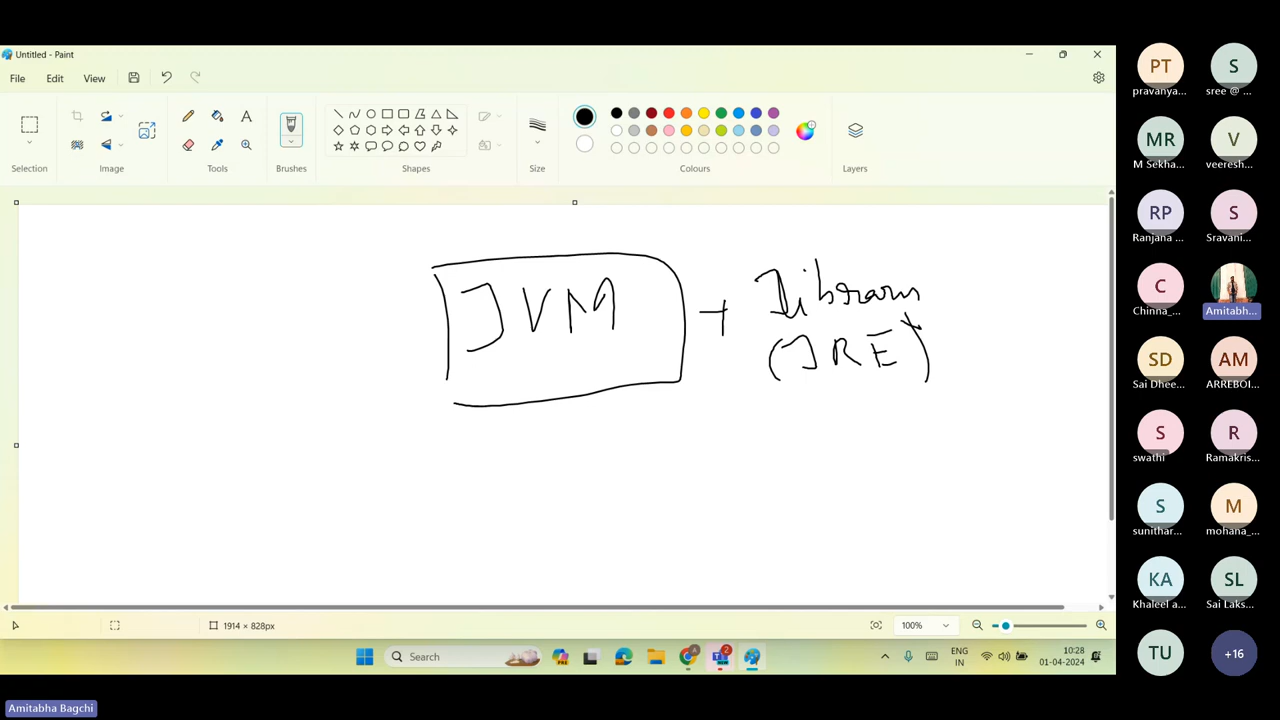 Untitled - Paint
File
Edit
View
Selection
Image
Tools
Brushes
Shapes
Size
Colours
Layers
JVM + Library
(JRE)
1914 × 828px
100%
Search
ENG
IN
10:28
01-04-2024
PT
pravanya...
S
sree @ ...
MR
M Sekha...
V
veeresh...
RP
Ranjana ...
S
Sravani...
C
Chinna_...
Amitabh...
SD
Sai Dhee...
AM
ARREBOI...
S
swathi
R
Ramakris...
S
sunithar...
M
mohana_...
KA
Khaleel a...
SL
Sai Laks...
TU
+16
Amitabha Bagchi